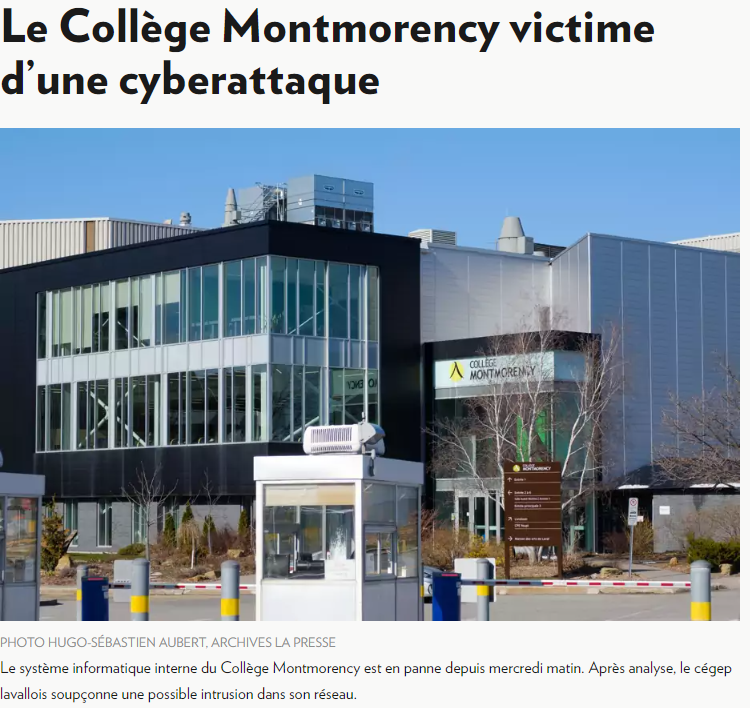 Le Collège Montmorency victime
d’une cyberattaque
COLLÈGE
MONTMORENCY
MONTMORENCY
PHOTO HUGO-SÉBASTIEN AUBERT, ARCHIVES LA PRESSE
Le système informatique interne du Collège Montmorency est en panne depuis mercredi matin. Après analyse, le cégep
lavallois soupçonne une possible intrusion dans son réseau.